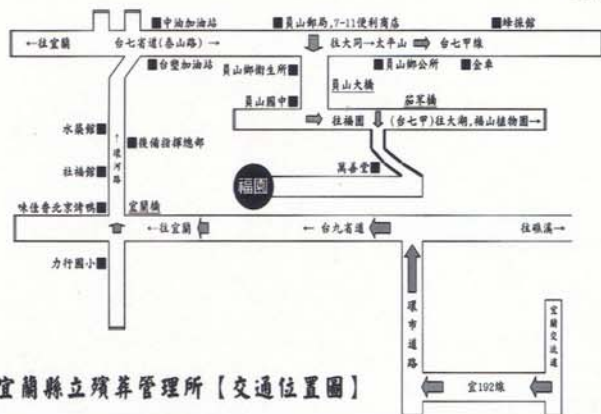 ■中油加油站
■員山郵局,7-11便利商店
■蜂採館
←往宜蘭
台七省道(泰山路)
往大同→太平山
台七甲線
■台塑加油站
員山鄉衛生所■
■員山鄉公所
■金車
員山大橋
員山國中■
茄苳橋
往福園
(台七甲)往大湖,福山植物園→
水藻館■
■後備指揮總部
←環河路
萬善堂■
社福館■
福園
味佳香北京烤鴨■
宜蘭橋
←往宜蘭
←台九省道
往礁溪→
力行國小■
環市道路
宜蘭交流道
宜192線
宜蘭縣立殯葬管理所【交通位置圖】